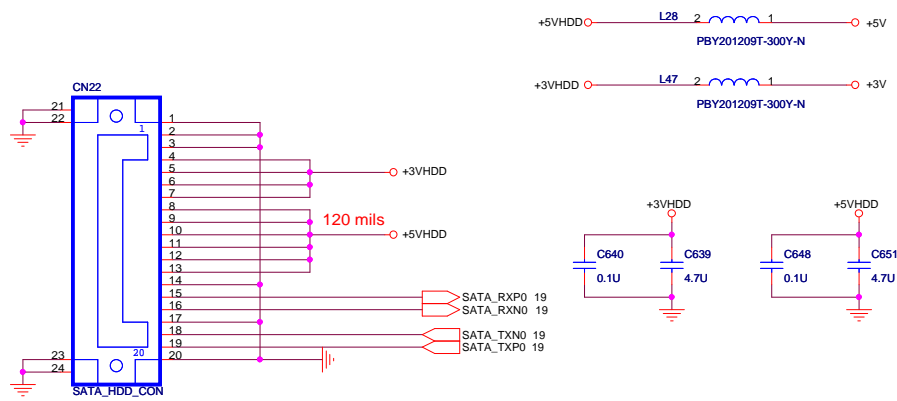 +5VHDD L28 2 1 +5V
PBY201209T-300Y-N
+3VHDD L47 2 1 +3V
PBY201209T-300Y-N
CN22
21
22
1
2
3
4
5
6
7
8
9
10
11
12
13
14
15
16
17
18
19
20
23
24
1
20
SATA_HDD_CON
+3VHDD
120 mils
+5VHDD
SATA_RXP0 19
SATA_RXN0 19
SATA_TXN0 19
SATA_TXP0 19
+3VHDD
C640
0.1U
C639
4.7U
+5VHDD
C648
0.1U
C651
4.7U